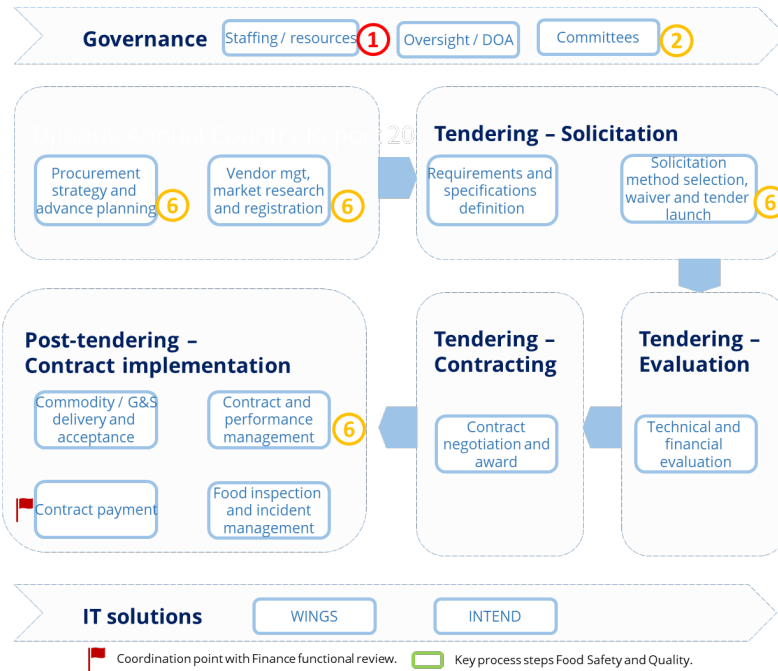 Governance
Staffing / resources
1
Oversight / DOA
Committees
2
20
Procurement
strategy and
advance planning
6
Vendor mgt,
market research
and registration
6
Tendering – Solicitation
Requirements and
specifications
definition
Solicitation
method selection,
waiver and tender
launch
6
Post-tendering –
Contract implementation
Commodity / G&S
delivery and
acceptance
Contract and
performance
management
6
Contract payment
Food inspection
and incident
management
Tendering –
Contracting
Contract
negotiation and
award
Tendering –
Evaluation
Technical and
financial
evaluation
IT solutions
WINGS
INTEND
Coordination point with Finance functional review.
Key process steps Food Safety and Quality.